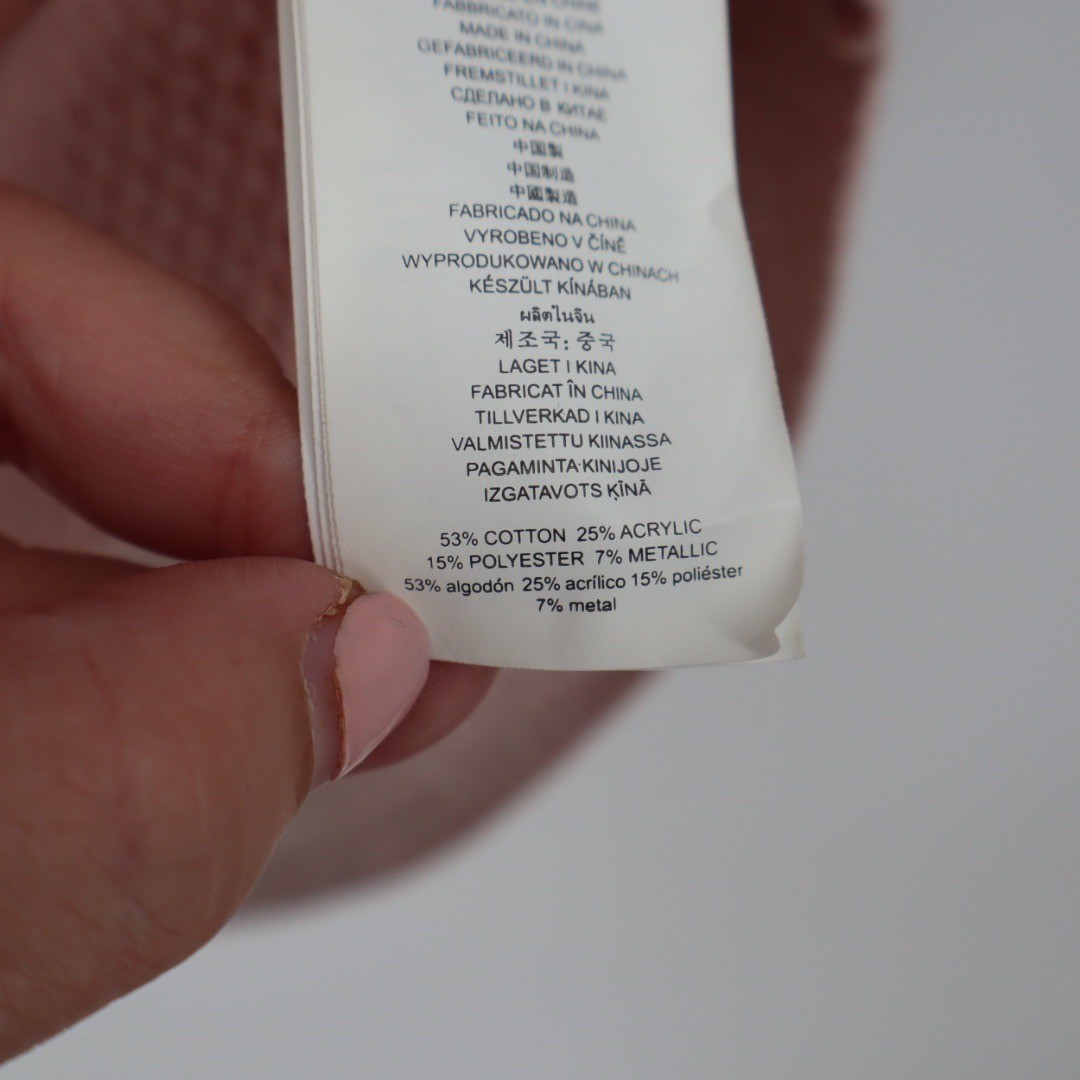 FABBRICATO IN CINA
MADE IN CHINA
GEFABRICEERD IN CHINA
FREMSTILLET I KINA
СДЕЛАНО В КИТАЕ
FEITO NA CHINA
中国製
中国制造
中國製造
FABRICADO NA CHINA
VYROBENO V ČÍNĚ
WYPRODUKOWANO W CHINACH
KÉSZÜLT KÍNÁBAN
ผลิตในจีน
제조국: 중국
LAGET I KINA
FABRICAT ÎN CHINA
TILLVERKAD I KINA
VALMISTETTU KIINASSA
PAGAMINTA KINIJOJE
IZGATAVOTS ĶĪNĀ
53% COTTON 25% ACRYLIC
15% POLYESTER 7% METALLIC
53% algodón 25% acrílico 15% poliéster
7% metal